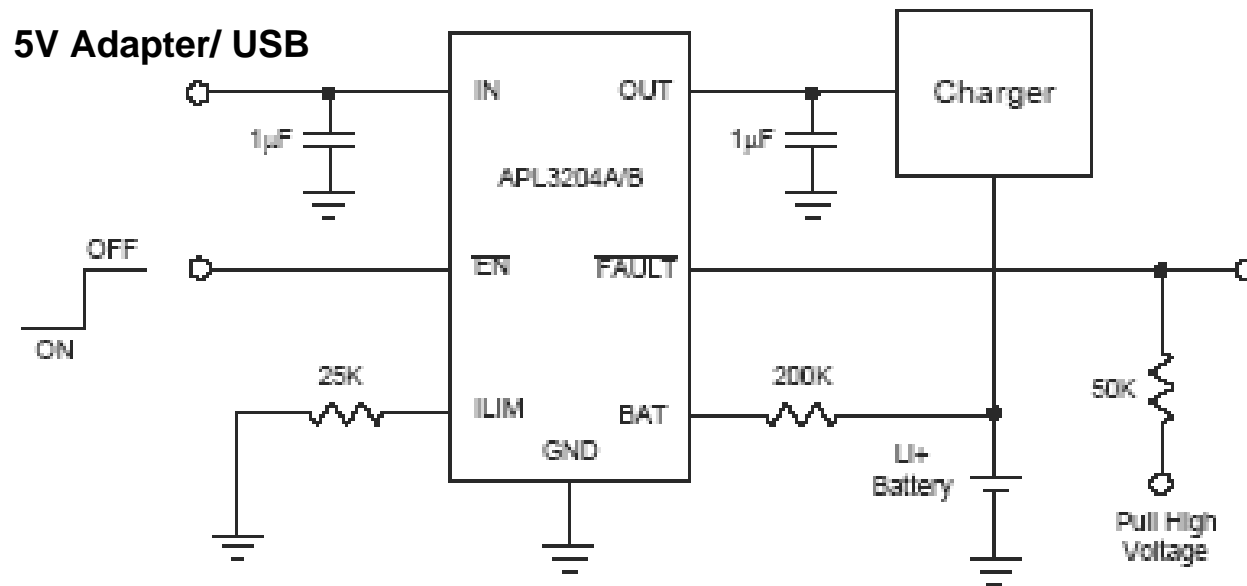 5V Adapter/ USB
IN
OUT
Charger
1µF
1µF
APL3204A/B
OFF
EN
FAULT
ON
25K
200K
50K
ILIM
BAT
GND
LI+
Battery
Pull High
Voltage